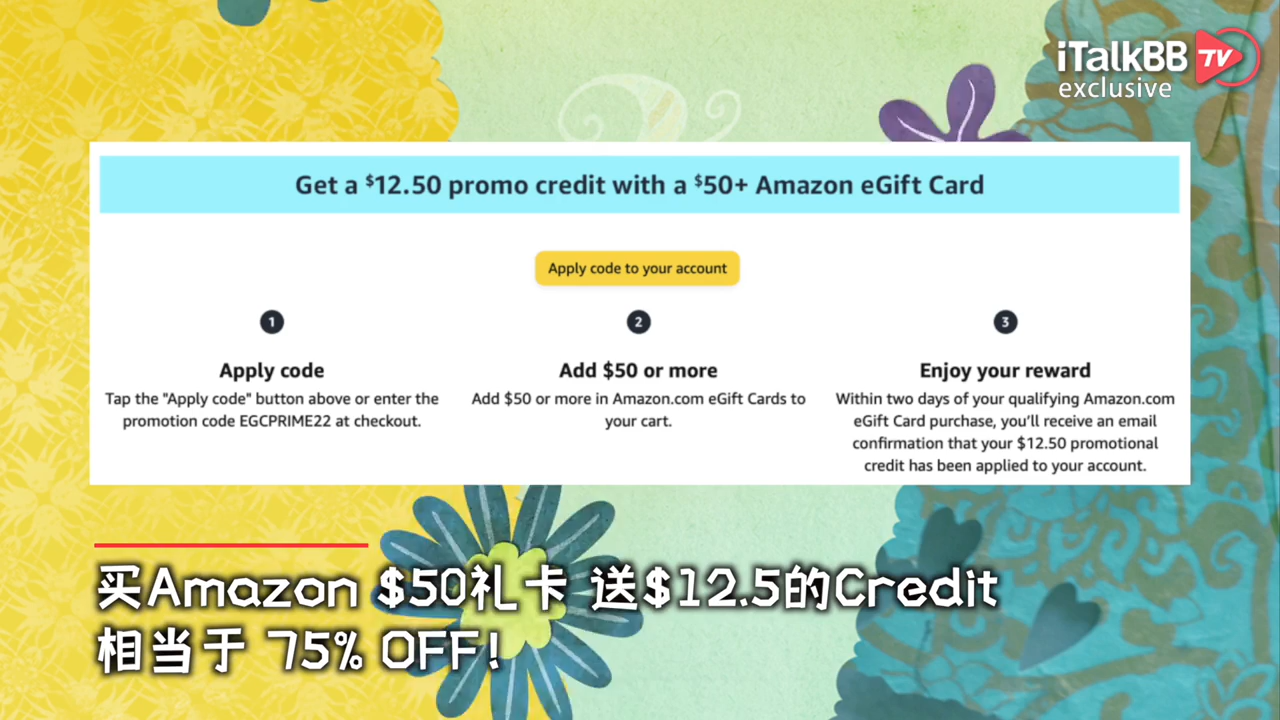 iTalkBB TV
exclusive
Get a $12.50 promo credit with a $50+ Amazon eGift Card
Apply code to your account
1
Apply code
Tap the "Apply code" button above or enter the
promotion code EGCPRIME22 at checkout.
2
Add $50 or more
Add $50 or more in Amazon.com eGift Cards to
your cart.
3
Enjoy your reward
Within two days of your qualifying Amazon.com
eGift Card purchase, you’ll receive an email
confirmation that your $12.50 promotional
credit has been applied to your account.
买Amazon $50礼卡 送$12.5的Credit
相当于 75% OFF!